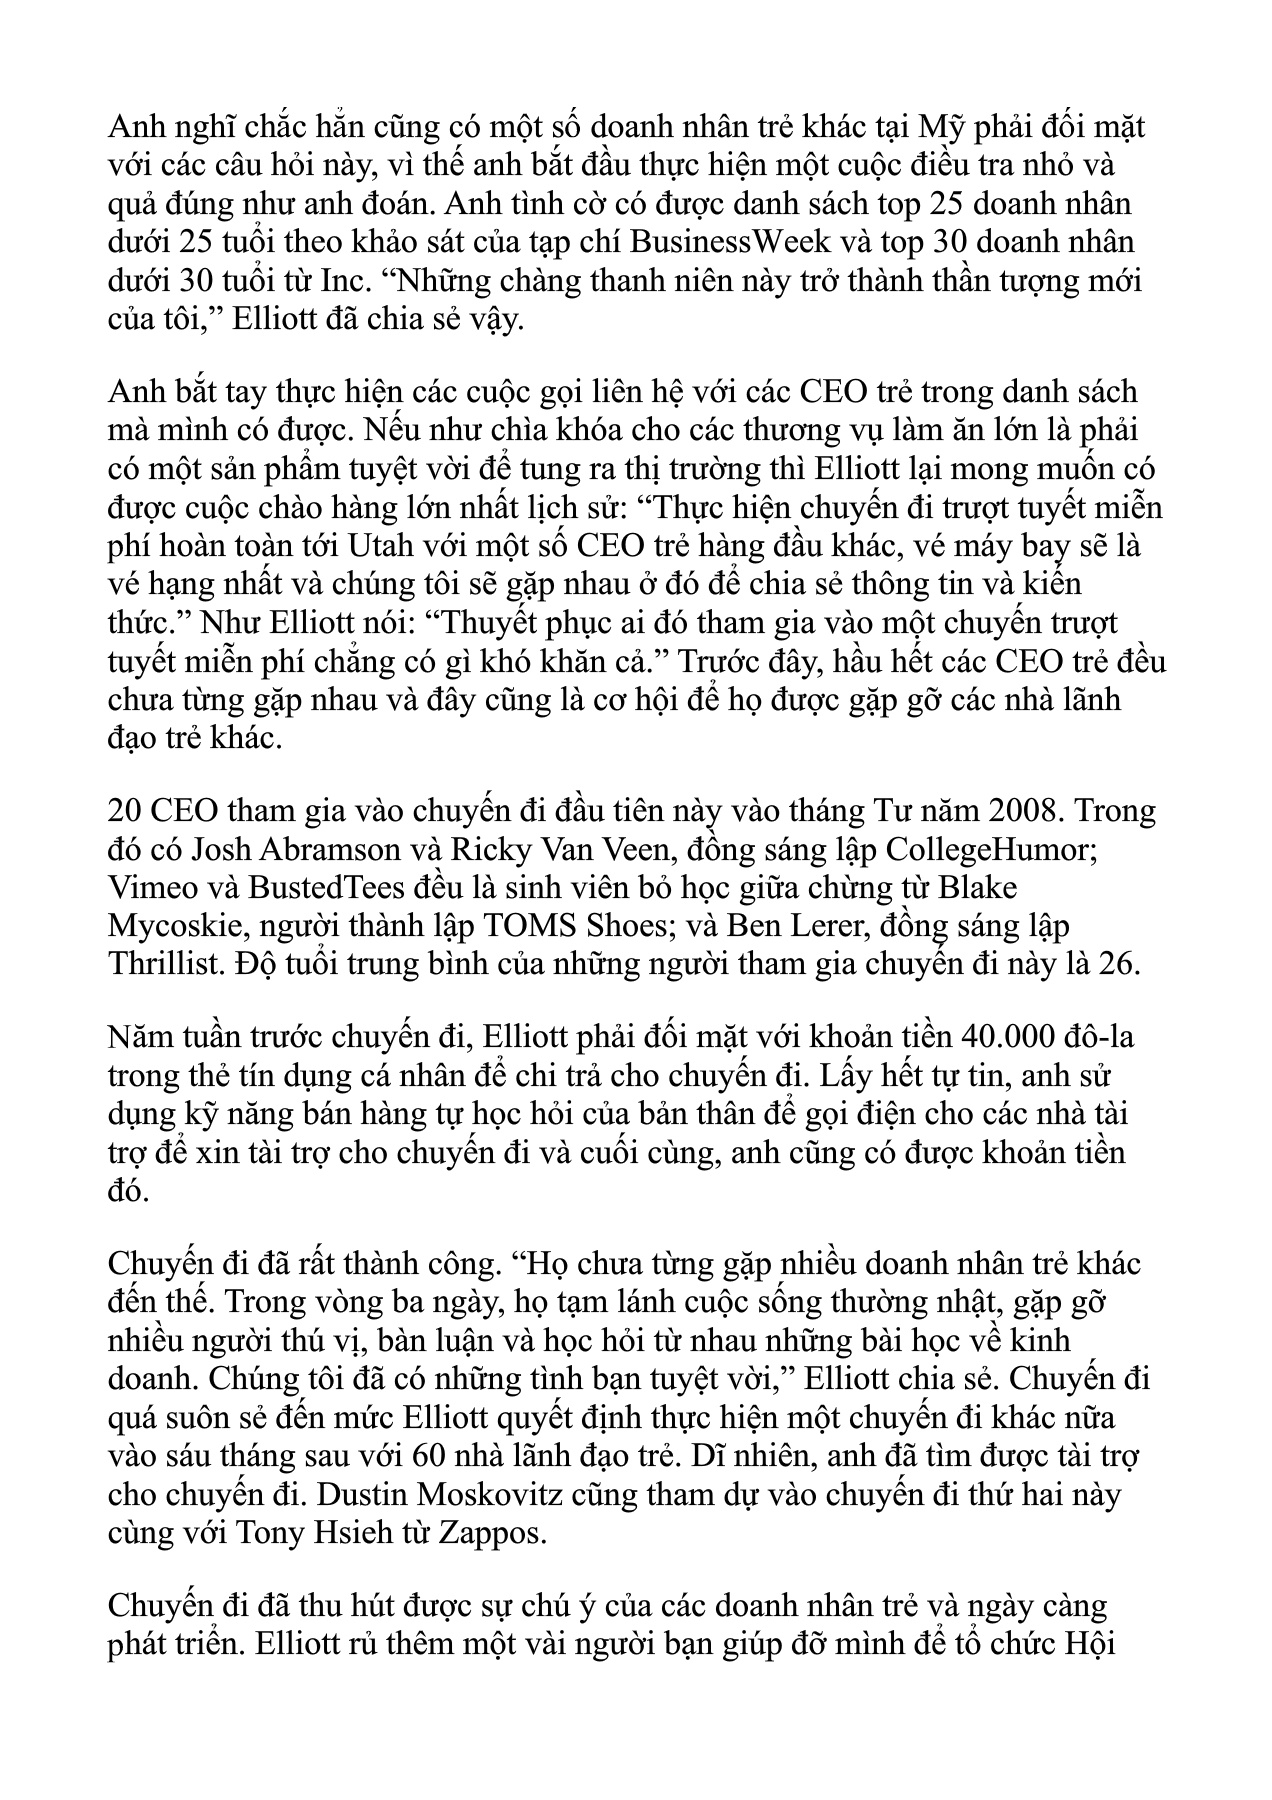 Anh nghĩ chắc hẳn cũng có một số doanh nhân trẻ khác tại Mỹ phải đối mặt
với các câu hỏi này, vì thế anh bắt đầu thực hiện một cuộc điều tra nhỏ và
quả đúng như anh đoán. Anh tình cờ có được danh sách top 25 doanh nhân
dưới 25 tuổi theo khảo sát của tạp chí BusinessWeek và top 30 doanh nhân
dưới 30 tuổi từ Inc. “Những chàng thanh niên này trở thành thần tượng mới
của tôi,” Elliott đã chia sẻ vậy.
Anh bắt tay thực hiện các cuộc gọi liên hệ với các CEO trẻ trong danh sách
mà mình có được. Nếu như chìa khóa cho các thương vụ làm ăn lớn là phải
có một sản phẩm tuyệt vời để tung ra thị trường thì Elliott lại mong muốn có
được cuộc chào hàng lớn nhất lịch sử: “Thực hiện chuyến đi trượt tuyết miễn
phí hoàn toàn tới Utah với một số CEO trẻ hàng đầu khác, vé máy bay sẽ là
vé hạng nhất và chúng tôi sẽ gặp nhau ở đó để chia sẻ thông tin và kiến
thức.” Như Elliott nói: “Thuyết phục ai đó tham gia vào một chuyến trượt
tuyết miễn phí chẳng có gì khó khăn cả.” Trước đây, hầu hết các CEO trẻ đều
chưa từng gặp nhau và đây cũng là cơ hội để họ được gặp gỡ các nhà lãnh
đạo trẻ khác.
20 CEO tham gia vào chuyến đi đầu tiên này vào tháng Tư năm 2008. Trong
đó có Josh Abramson và Ricky Van Veen, đồng sáng lập CollegeHumor;
Vimeo và BustedTees đều là sinh viên bỏ học giữa chừng từ Blake
Mycoskie, người thành lập TOMS Shoes; và Ben Lerer, đồng sáng lập
Thrillist. Độ tuổi trung bình của những người tham gia chuyến đi này là 26.
Năm tuần trước chuyến đi, Elliott phải đối mặt với khoản tiền 40.000 đô-la
trong thẻ tín dụng cá nhân để chi trả cho chuyến đi. Lấy hết tự tin, anh sử
dụng kỹ năng bán hàng tự học hỏi của bản thân để gọi điện cho các nhà tài
trợ để xin tài trợ cho chuyến đi và cuối cùng, anh cũng có được khoản tiền
đó.
Chuyến đi đã rất thành công. “Họ chưa từng gặp nhiều doanh nhân trẻ khác
đến thế. Trong vòng ba ngày, họ tạm lánh cuộc sống thường nhật, gặp gỡ
nhiều người thú vị, bàn luận và học hỏi từ nhau những bài học về kinh
doanh. Chúng tôi đã có những tình bạn tuyệt vời,” Elliott chia sẻ. Chuyến đi
quá suôn sẻ đến mức Elliott quyết định thực hiện một chuyến đi khác nữa
vào sáu tháng sau với 60 nhà lãnh đạo trẻ. Dĩ nhiên, anh đã tìm được tài trợ
cho chuyến đi. Dustin Moskovitz cũng tham dự vào chuyến đi thứ hai này
cùng với Tony Hsieh từ Zappos.
Chuyến đi đã thu hút được sự chú ý của các doanh nhân trẻ và ngày càng
phát triển. Elliott rủ thêm một vài người bạn giúp đỡ mình để tổ chức Hội